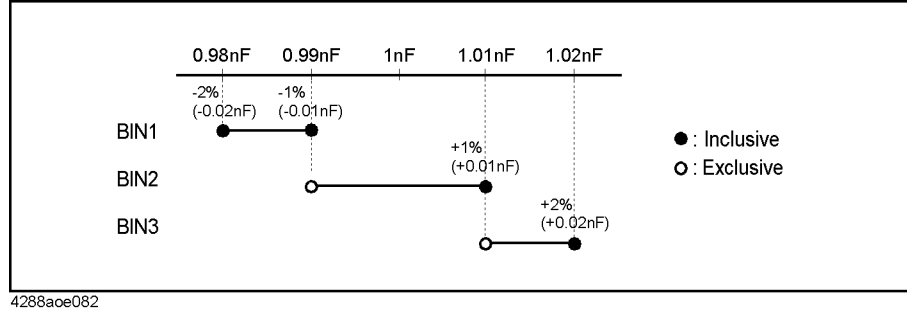 0.98nF 0.99nF 1nF 1.01nF 1.02nF
-2% -1%
(-0.02nF) (-0.01nF)
BIN1
● : Inclusive
+1%
(+0.01nF)
BIN2
○ : Exclusive
+2%
(+0.02nF)
BIN3
4288aoe082